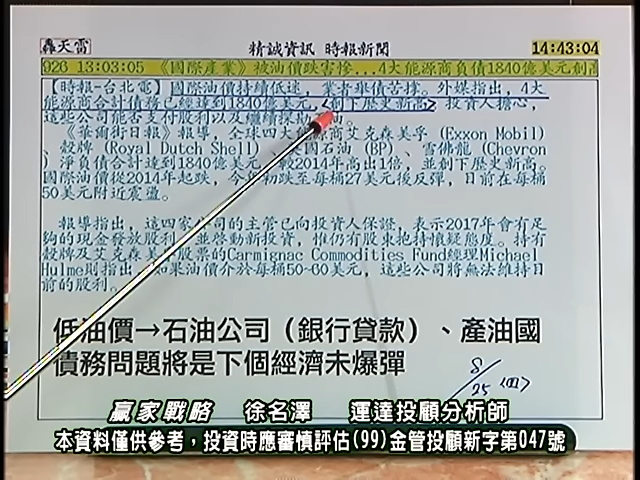 轟天雷 精誠資訊 時報新聞 14:43:04
926 13:03:05 《國際產業》被油價跌害慘...4大能源商負債1840億美元創高
【時報-台北電】國際油價持續低迷，業者舉債苦撐。外媒指出，4大
能源商合計債務已經達到1840億美元，創下歷史新高，投資人擔心，
這些公司能否支付股利以及繼續探勘油。
《華爾街日報》報導，全球四大 商艾克森美孚 (Exxon Mobil)
、殼牌 (Royal Dutch Shell) 國石油 (BP)、雪佛龍 (Chevron
) 淨負債合計達到1840億美元，較2014年高出1倍，並創下歷史新高。
國際油價從2014年起跌，今年初跌至每桶27美元後反彈，目前在每桶
50美元附近震盪。
報導指出，這四家公司的主管已向投資人保證，表示2017年會有足
夠的現金發放股利，並啟動新投資，惟仍有股東抱持懷疑態度。持有
殼牌及艾克森美孚股票的Carmignac Commodities Fund經理Michael
Hulme則指出，如果油價介於每桶50~60美元，這些公司將無法維持目
前的股利。
低油價→石油公司（銀行貸款）、產油國
債務問題將是下個經濟未爆彈
8/25 (四)
贏家戰略 徐名澤 運達投顧分析師
本資料僅供參考，投資時應審慎評估(99)金管投顧新字第047號